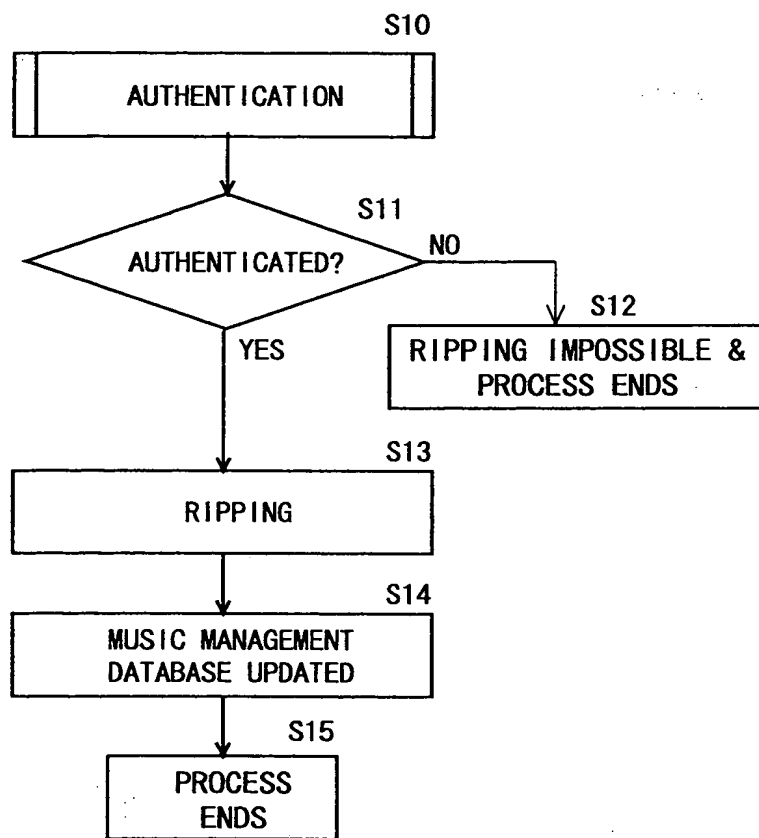 S10
AUTHENTICATION
S11
AUTHENTICATED?
NO
S12
YES
RIPPING IMPOSSIBLE &
PROCESS ENDS
S13
RIPPING
S14
MUSIC MANAGEMENT
DATABASE UPDATED
S15
PROCESS
ENDS